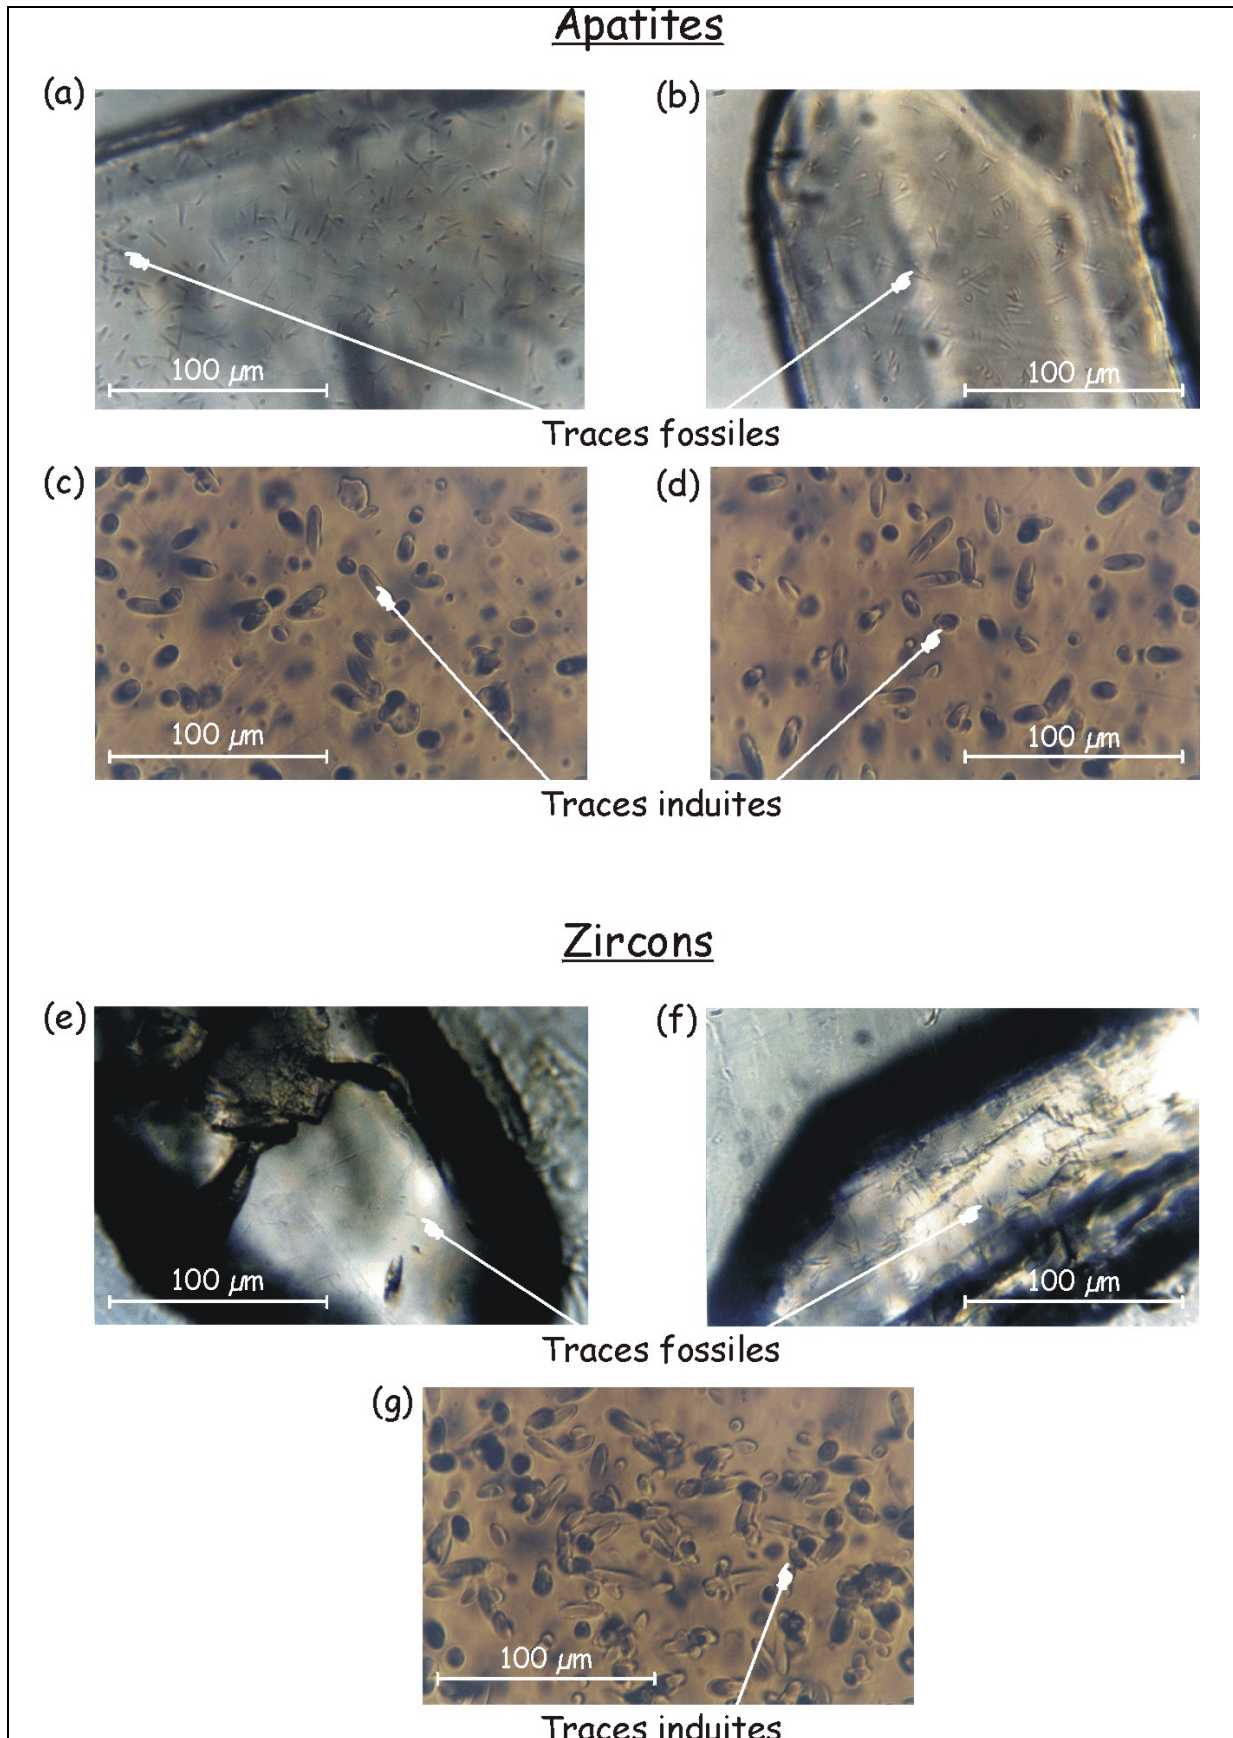 Apatites
(a)
(b)
100 µm
100 µm
Traces fossiles
(c)
(d)
100 µm
100 µm
Traces induites
Zircons
(e)
(f)
100 µm
100 µm
Traces fossiles
(g)
100 µm
Traces induites